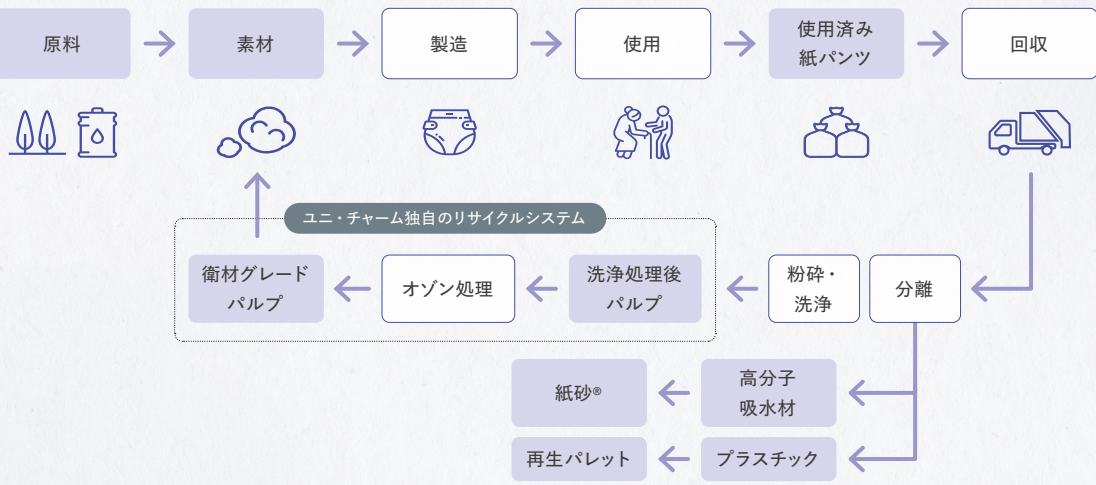 原料
素材
製造
使用
使用済み
紙パンツ
回収
ユニ・チャーム独自のリサイクルシステム
衛材グレード
パルプ
オゾン処理
洗浄処理後
パルプ
粉砕・
洗浄
分離
紙砂®
高分子
吸水材
再生パレット
プラスチック